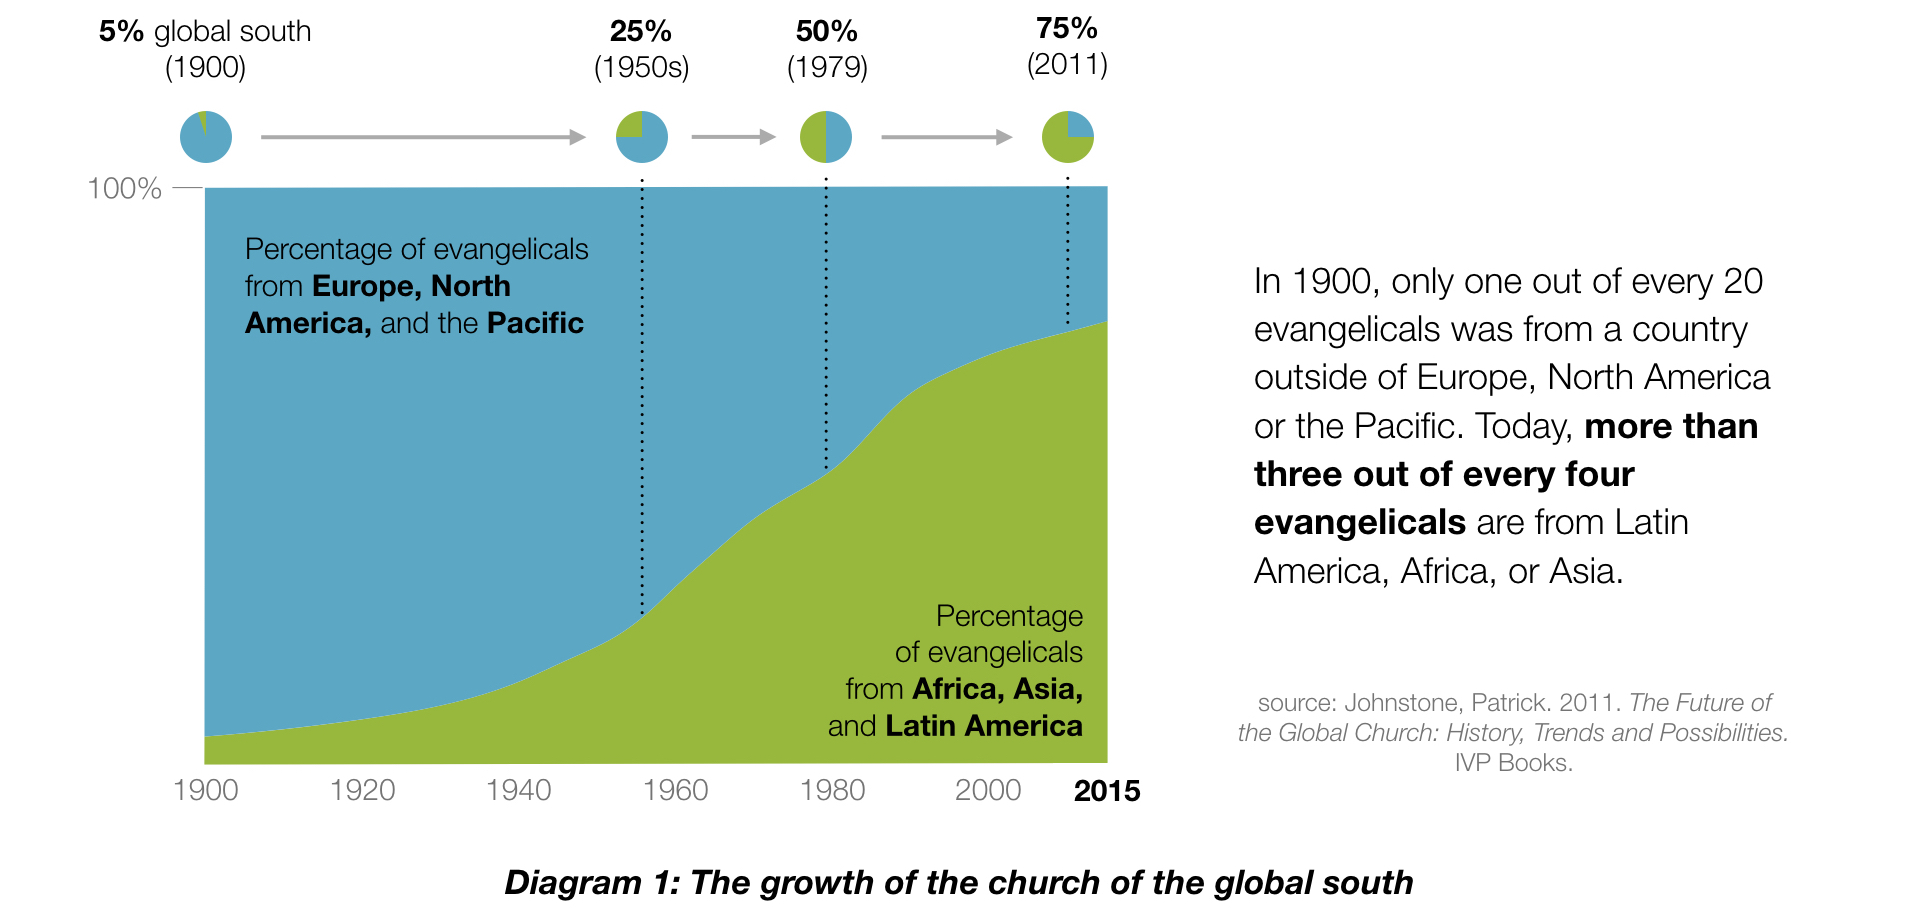 5% global south
(1900)
25%
(1950s)
50%
(1979)
75%
(2011)
100%
Percentage of evangelicals
from Europe, North
America, and the Pacific
Percentage
of evangelicals
from Africa, Asia,
and Latin America
1900 1920 1940 1960 1980 2000 2015
In 1900, only one out of every 20
evangelicals was from a country
outside of Europe, North America
or the Pacific. Today, more than
three out of every four
evangelicals are from Latin
America, Africa, or Asia.
source: Johnstone, Patrick. 2011. The Future of
the Global Church: History, Trends and Possibilities.
IVP Books.
Diagram 1: The growth of the church of the global south